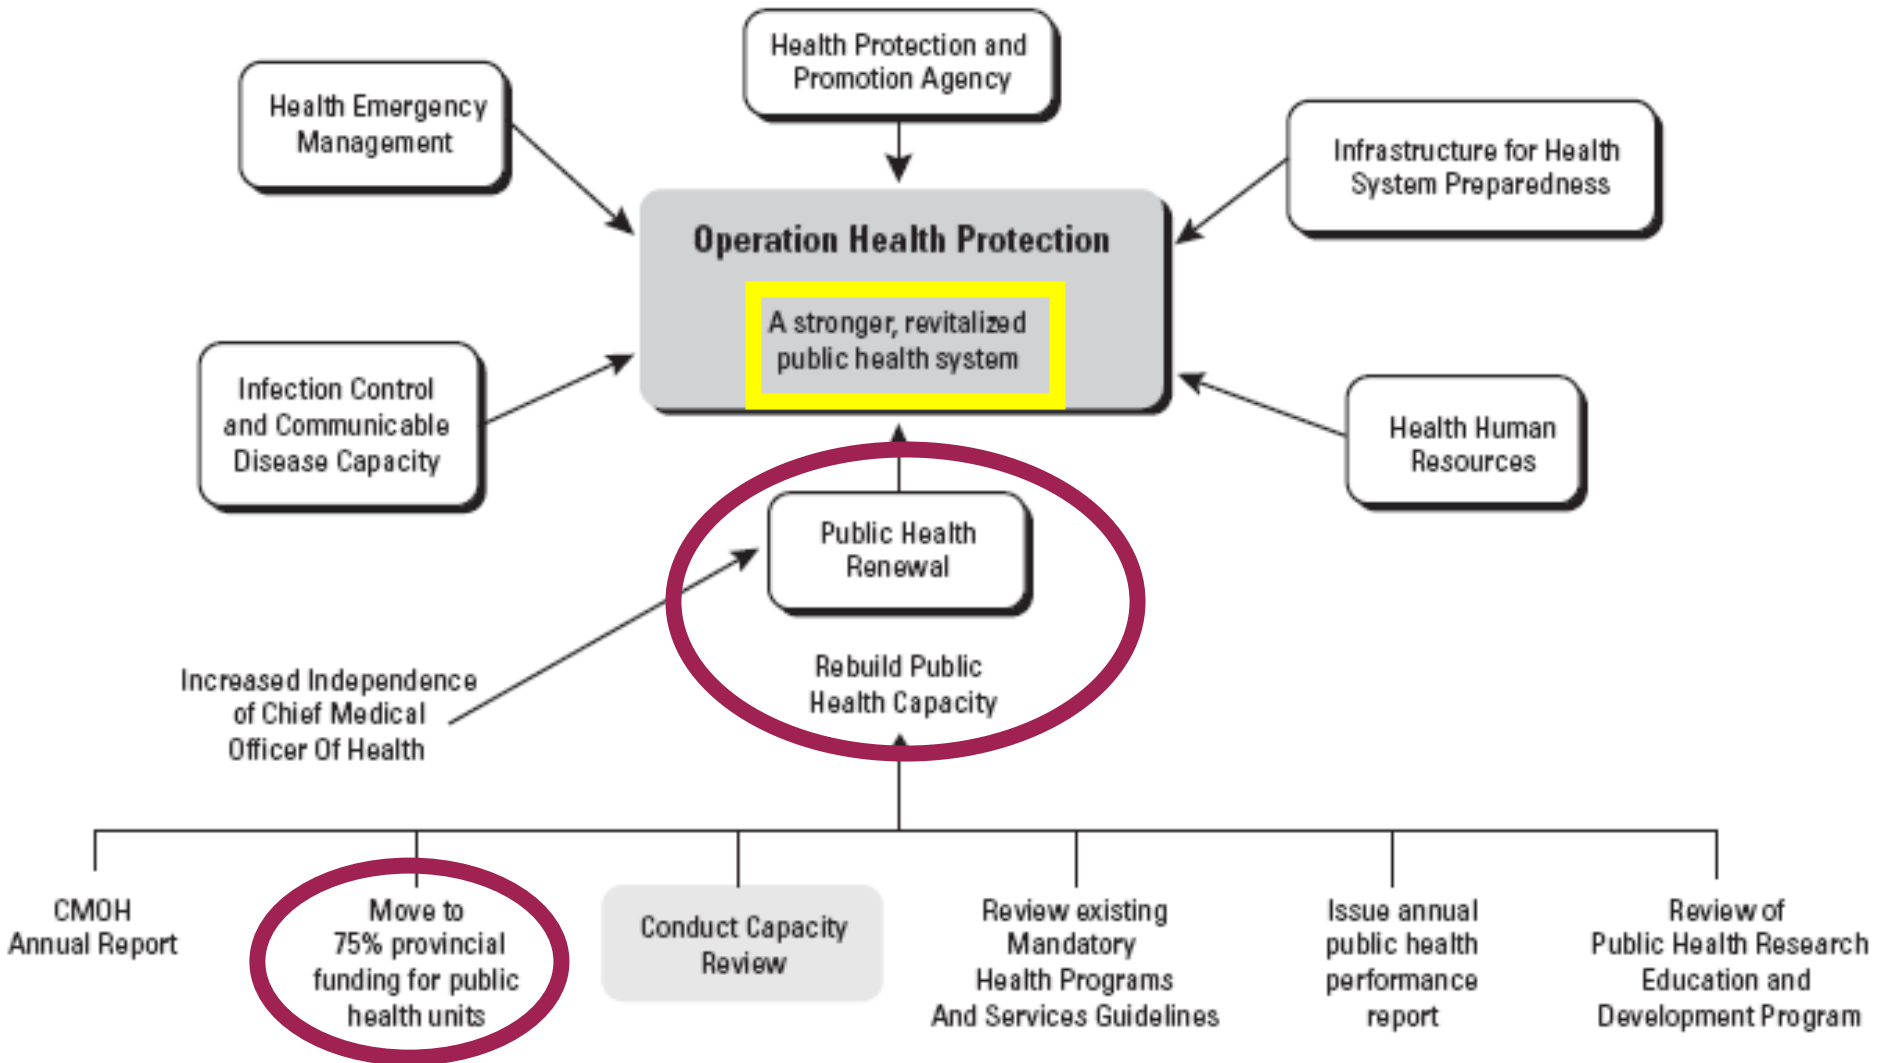 Health Protection and
Promotion Agency
Health Emergency
Management
Infrastructure for Health
System Preparedness
Operation Health Protection
A stronger, revitalized
public health system
Infection Control
and Communicable
Disease Capacity
Health Human
Resources
Public Health
Renewal
Rebuild Public
Health Capacity
Increased Independence
of Chief Medical
Officer Of Health
CMOH
Annual Report
Move to
75% provincial
funding for public
health units
Conduct Capacity
Review
Review existing
Mandatory
Health Programs
And Services Guidelines
Issue annual
public health
performance
report
Review of
Public Health Research
Education and
Development Program